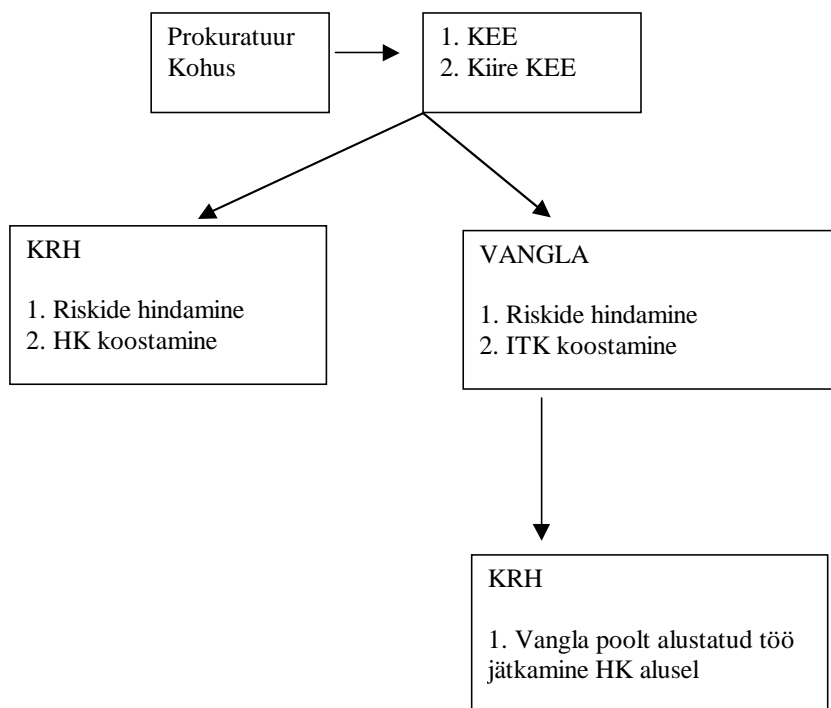 Prokuratuur
Kohus
1. KEE
2. Kiire KEE
KRH
1. Riskide hindamine
2. HK koostamine
VANGLA
1. Riskide hindamine
2. ITK koostamine
KRH
1. Vangla poolt alustatud töö
jätkamine HK alusel